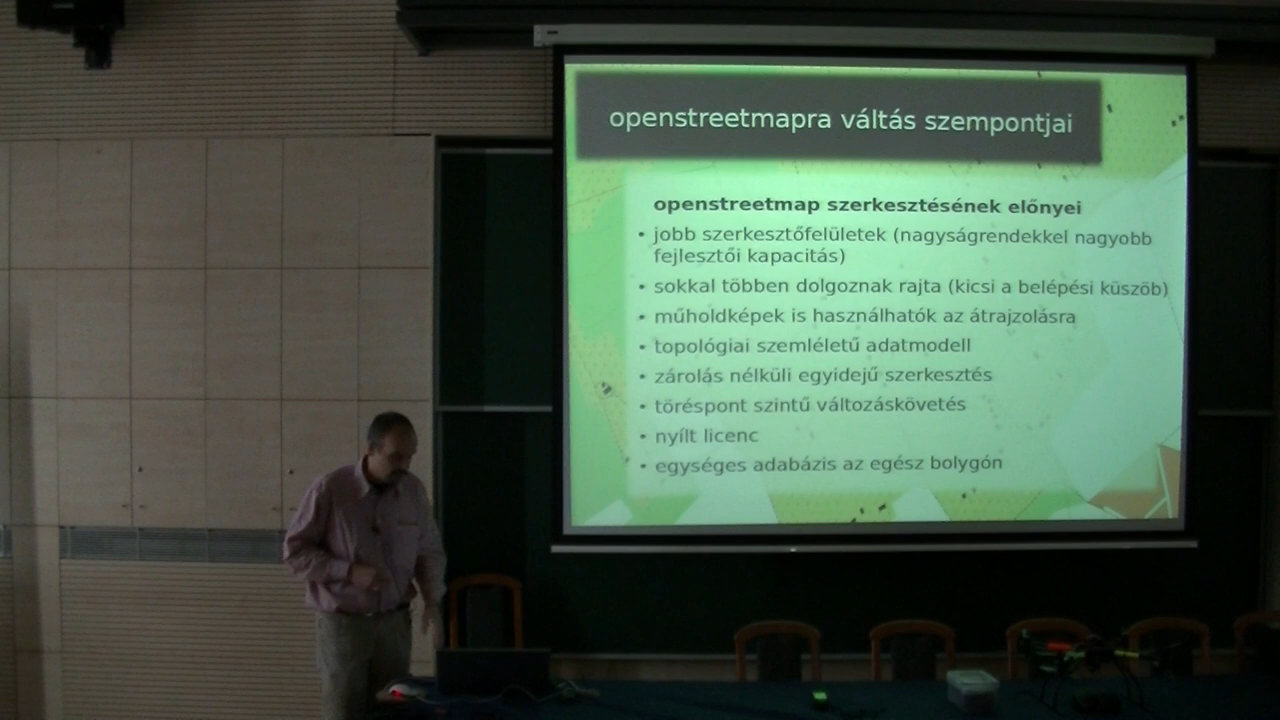 openstreetmapra váltás szempontjai
openstreetmap szerkesztésének előnyei
• jobb szerkesztőfelületek (nagyságrendekkel nagyobb
fejlesztői kapacitás)
• sokkal többen dolgoznak rajta (kicsi a belépési küszöb)
• műholdképek is használhatók az átrajzolásra
• topológiai szemléletű adatmodell
• zárolás nélküli egyidejű szerkesztés
• töréspont szintű változáskövetés
• nyílt licenc
• egységes adabázis az egész bolygón